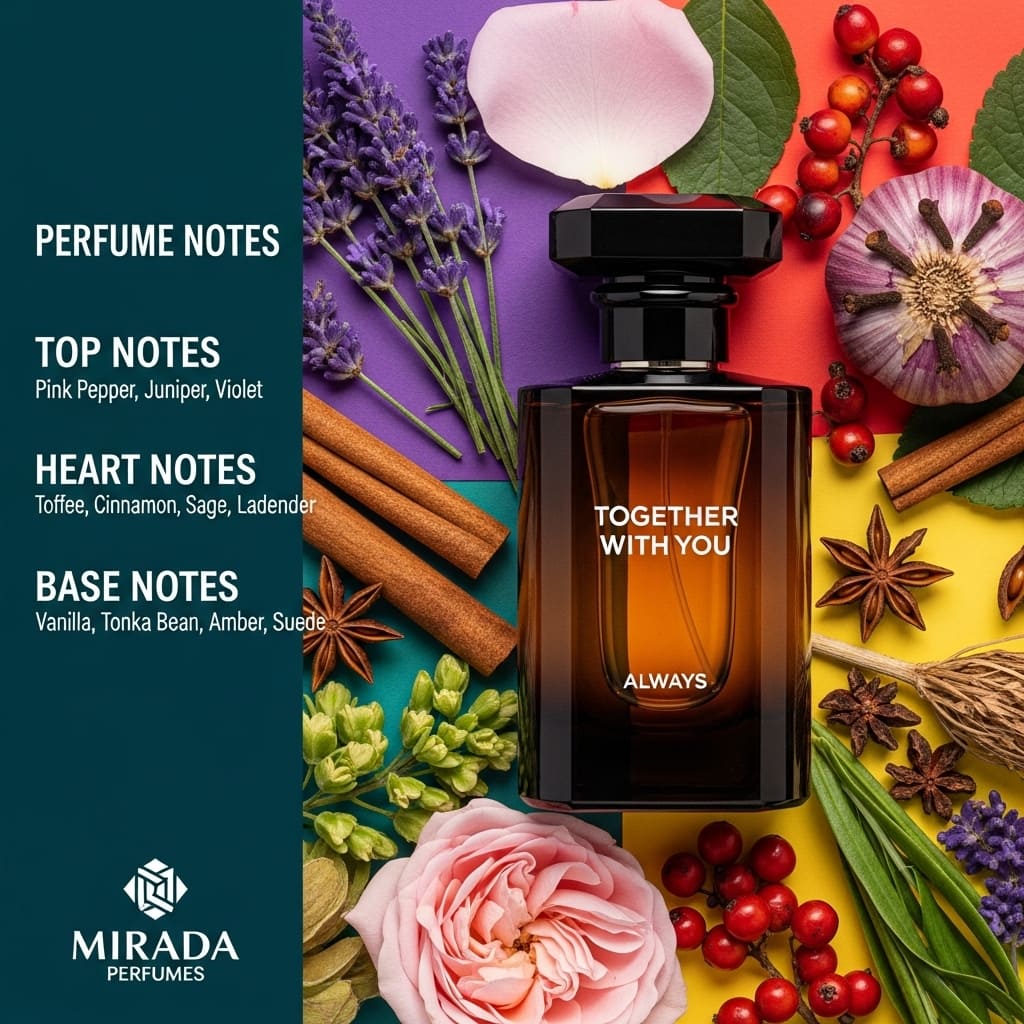 PERFUME NOTES
TOP NOTES
Pink Pepper, Juniper, Violet
HEART NOTES
Toffee, Cinnamon, Sage, Ladender
BASE NOTES
Vanilla, Tonka Bean, Amber, Suede
MIRADA
PERFUMES
TOGETHER
WITH YOU
ALWAYS